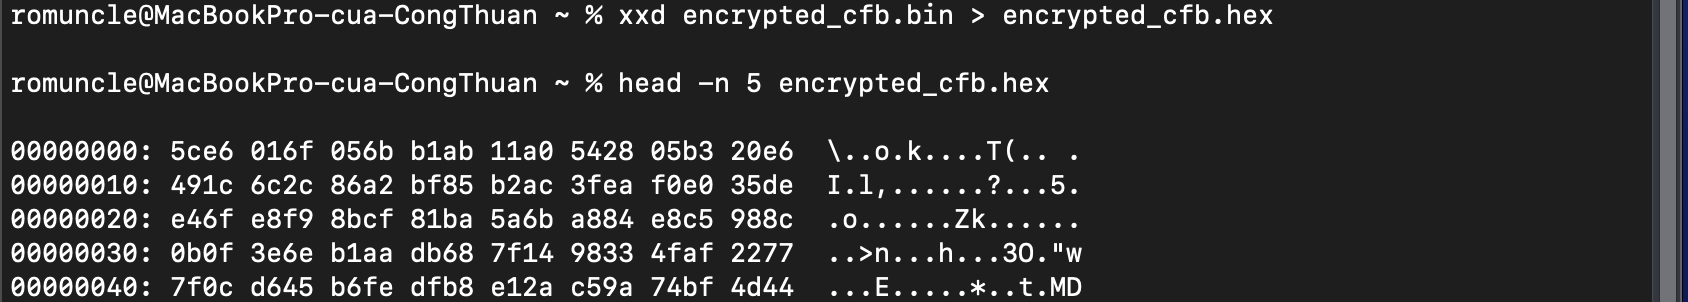 romuncle@MacBookPro-cua-CongThuan ~ % xxd encrypted_cfb.bin > encrypted_cfb.hex
romuncle@MacBookPro-cua-CongThuan ~ % head -n 5 encrypted_cfb.hex
00000000: 5ce6 016f 056b b1ab 11a0 5428 05b3 20e6  \..o.k....T(.. .
00000010: 491c 6c2c 86a2 bf85 b2ac 3fea f0e0 35de  I.l,......?...5.
00000020: e46f e8f9 8bcf 81ba 5a6b a884 e8c5 988c  .o......Zk......
00000030: 0b0f 3e6e b1aa db68 7f14 9833 4faf 2277  ..>n...h...3O."w
00000040: 7f0c d645 b6fe dfb8 e12a c59a 74bf 4d44  ...E.....*..t.MD